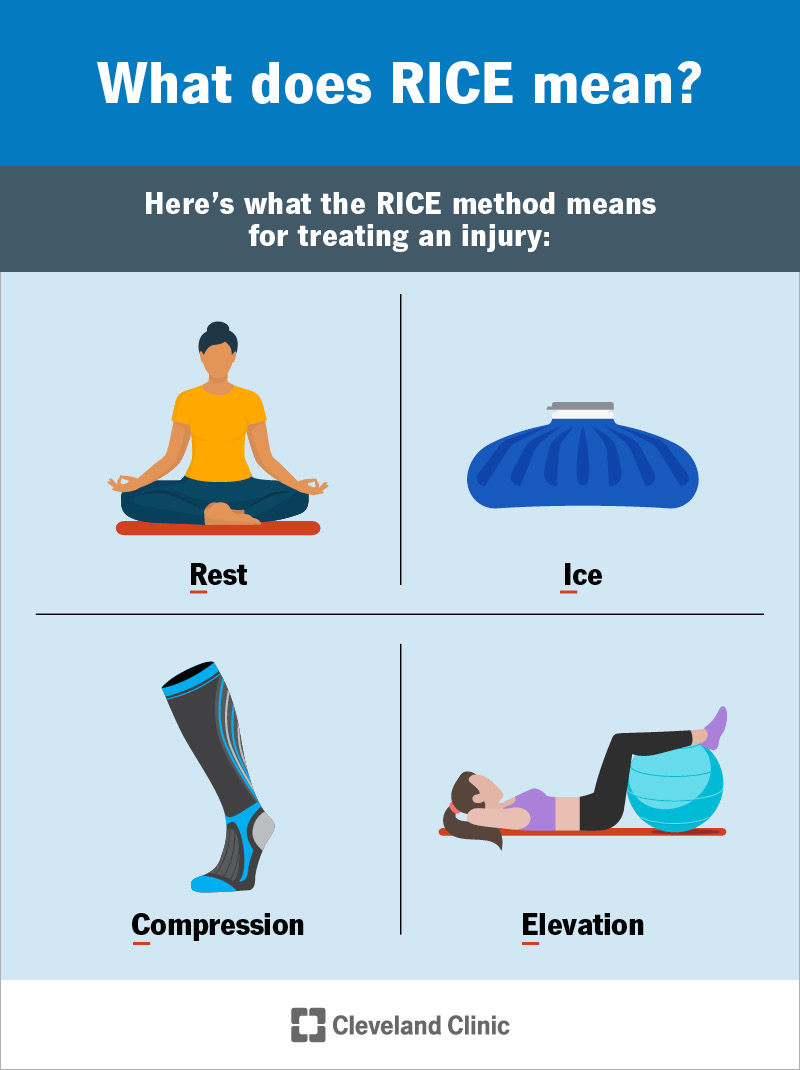 What does RICE mean?
Here’s what the RICE method means
for treating an injury:
Rest
Ice
Compression
Elevation
Cleveland Clinic